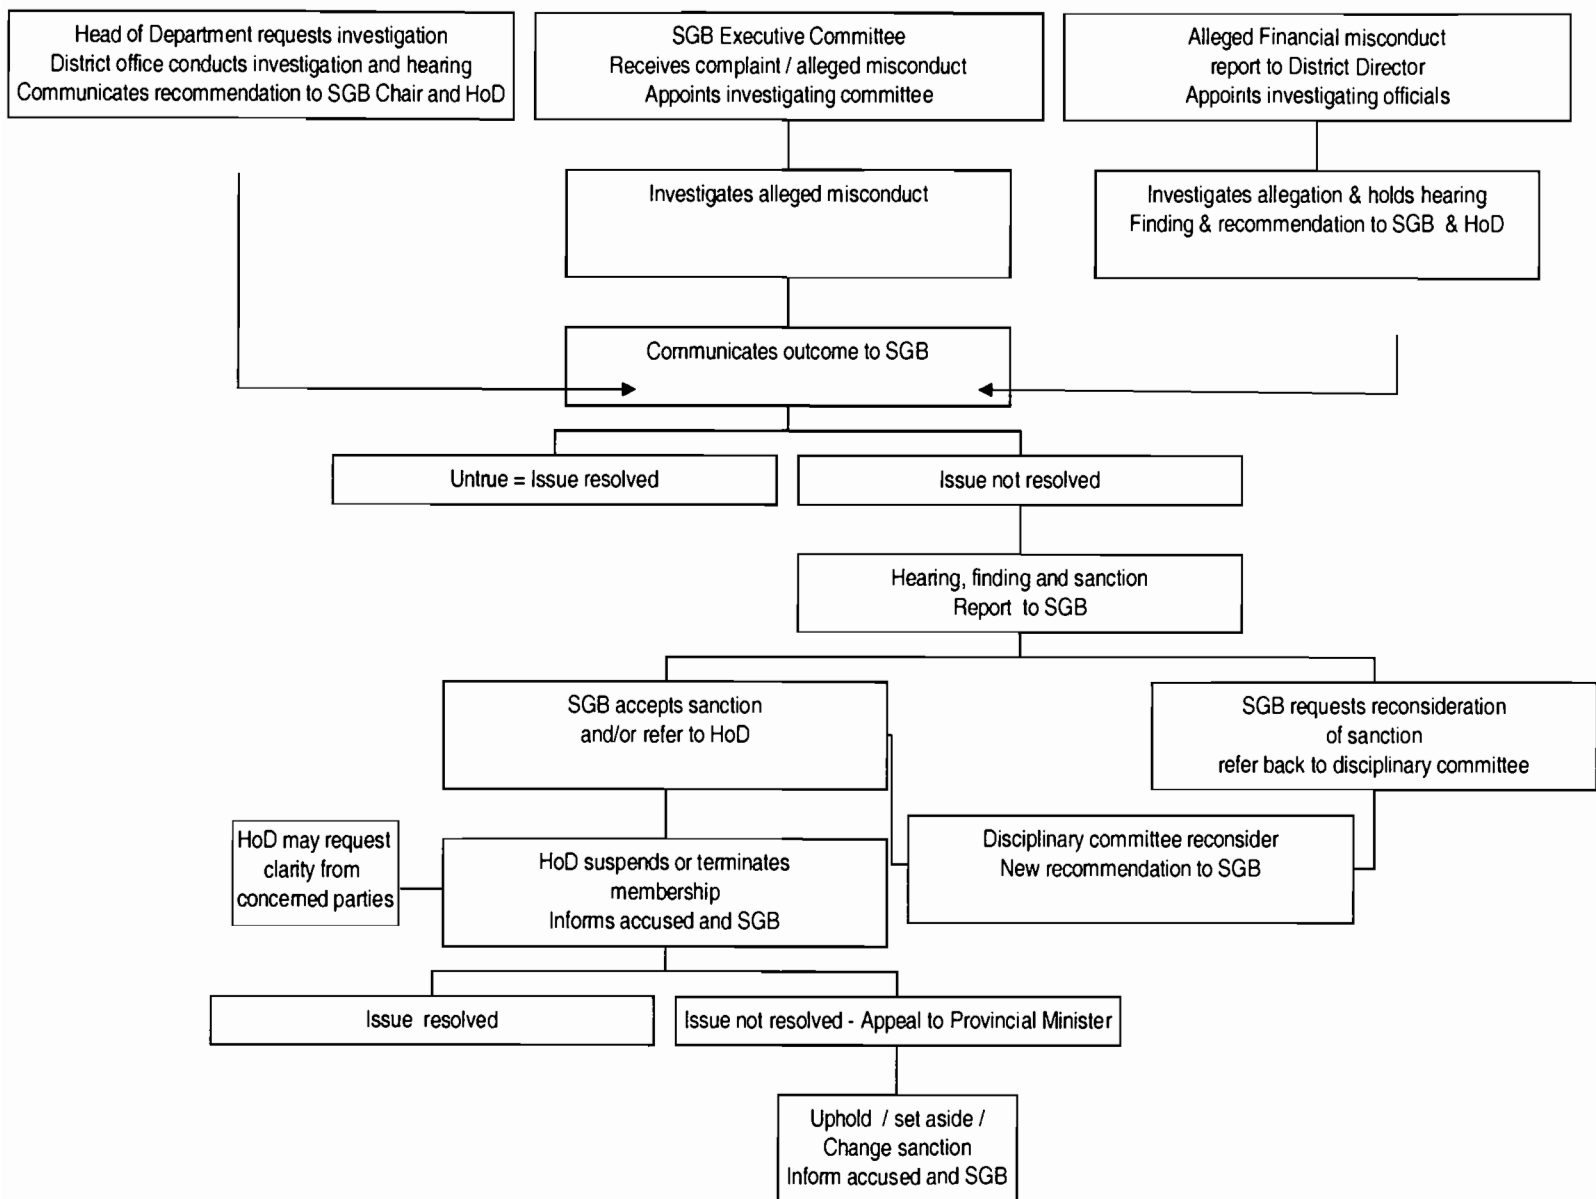 Head of Department requests investigation
District office conducts investigation and hearing
Communicates recommendation to SGB Chair and HoD
SGB Executive Committee
Receives complaint / alleged misconduct
Appoints investigating committee
Alleged Financial misconduct
report to District Director
Appoints investigating officials
Investigates alleged misconduct
Investigates allegation & holds hearing
Finding & recommendation to SGB & HoD
Communicates outcome to SGB
Untrue = Issue resolved
Issue not resolved
Hearing, finding and sanction
Report to SGB
SGB accepts sanction
and/or refer to HoD
SGB requests reconsideration
of sanction
refer back to disciplinary committee
HoD may request
clarity from
concerned parties
HoD suspends or terminates
membership
Informs accused and SGB
Disciplinary committee reconsider
New recommendation to SGB
Issue resolved
Issue not resolved - Appeal to Provincial Minister
Uphold / set aside /
Change sanction
Inform accused and SGB